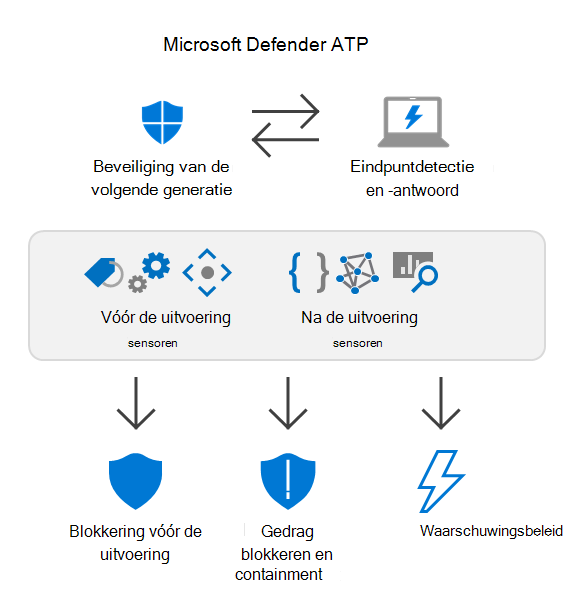 Microsoft Defender ATP
Beveiliging van de
volgende generatie
Eindpuntdetectie
en -antwoord
Vóór de uitvoering
sensoren
Na de uitvoering
sensoren
Blokkering vóór de
uitvoering
Gedrag
blokkeren en
containment
Waarschuwingsbeleid